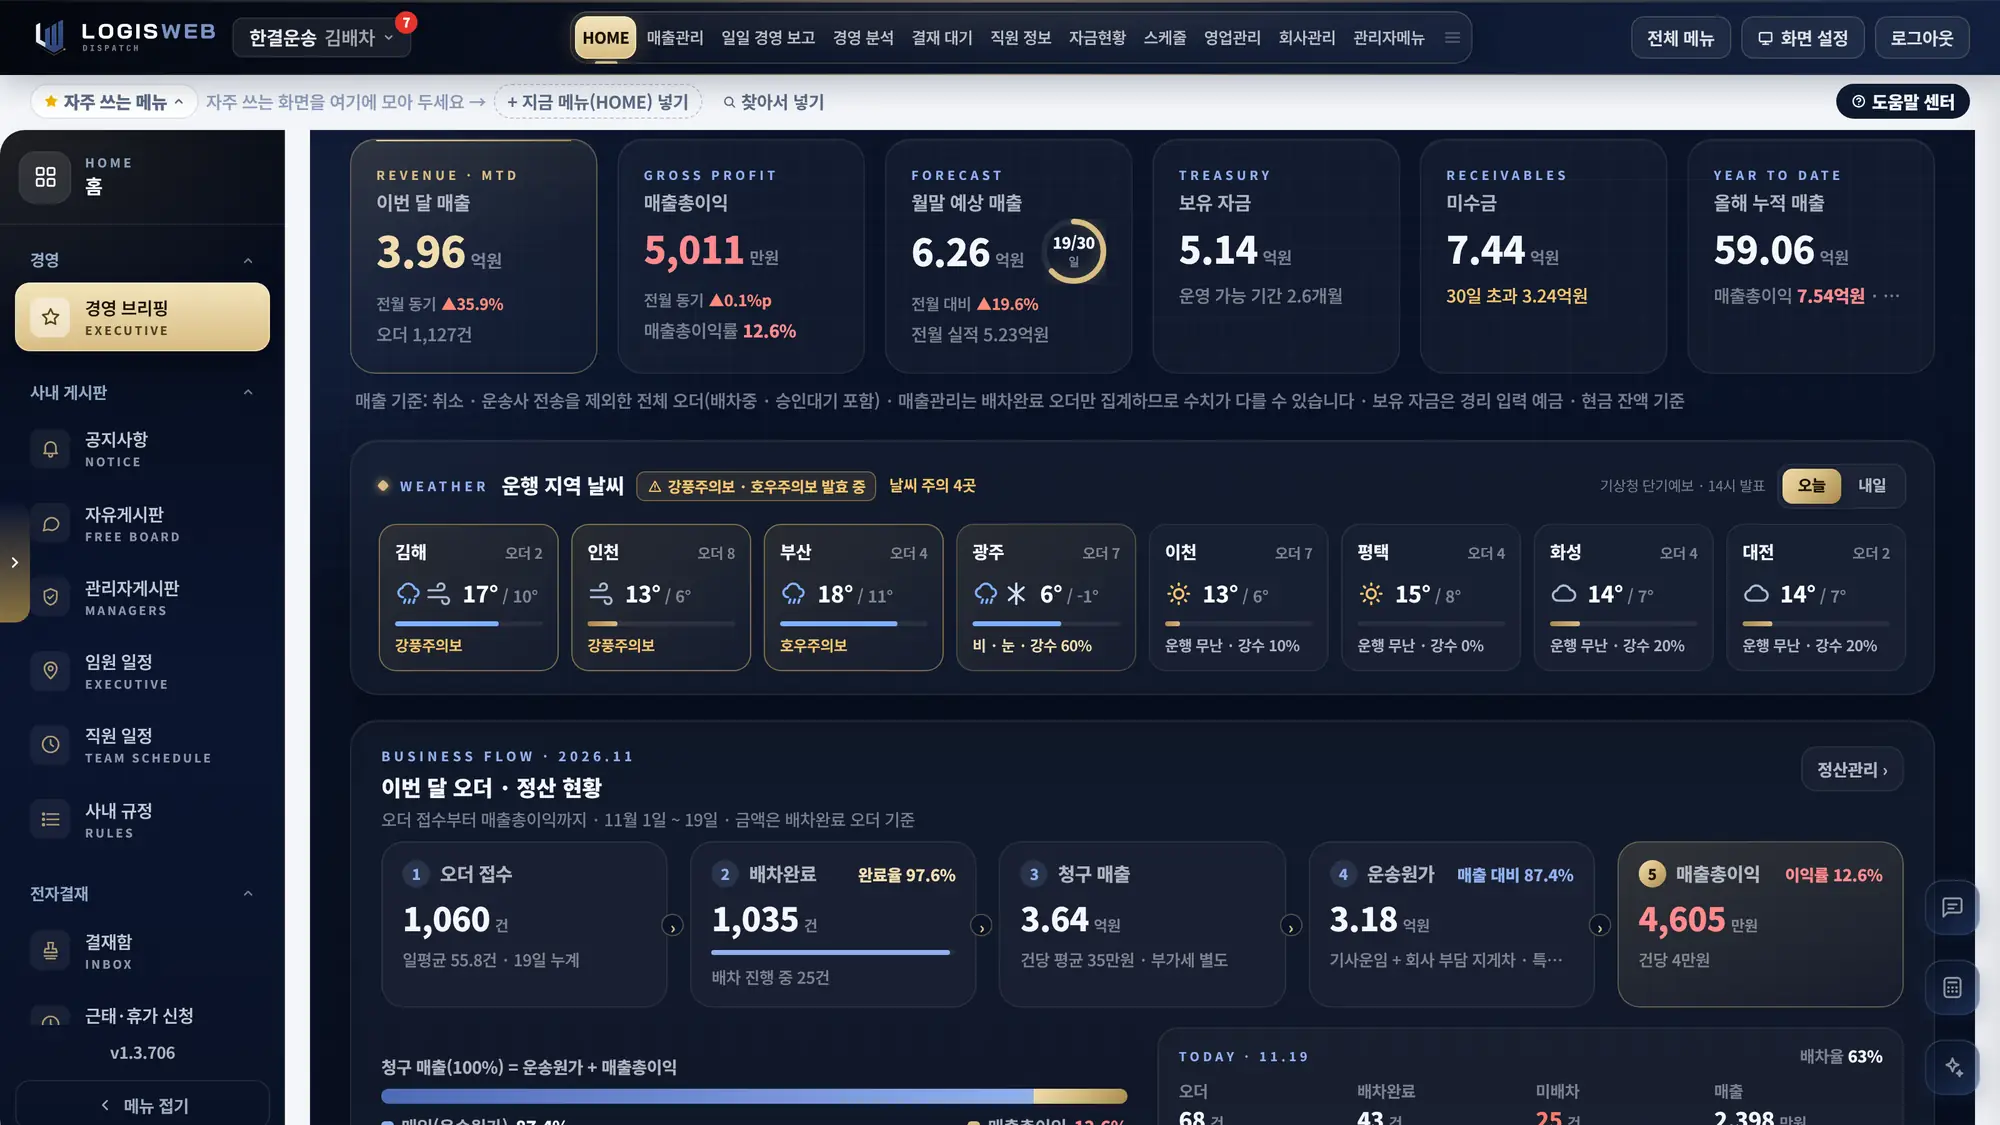 LOGISWEB
DISPATCH
한결운송 김배차
7
HOME 매출관리 일일 경영 보고 경영 분석 결재 대기 직원 정보 자금현황 스케줄 영업관리 회사관리 관리자메뉴
전체 메뉴
화면 설정
로그아웃
자주 쓰는 메뉴
자주 쓰는 화면을 여기에 모아 두세요 →
+ 지금 메뉴(HOME) 넣기
찾아서 넣기
도움말 센터
HOME
홈
경영
경영 브리핑
EXECUTIVE
사내 게시판
공지사항
NOTICE
자유게시판
FREE BOARD
관리자게시판
MANAGERS
임원 일정
EXECUTIVE
직원 일정
TEAM SCHEDULE
사내 규정
RULES
전자결재
결재함
INBOX
근태·휴가 신청
v1.3.706
메뉴 접기
REVENUE · MTD
이번 달 매출
3.96 억원
전월 동기 ▲35.9%
오더 1,127건
GROSS PROFIT
매출총이익
5,011 만원
전월 동기 ▲0.1%p
매출총이익률 12.6%
FORECAST
월말 예상 매출
6.26 억원
19/30
일
전월 대비 ▲19.6%
전월 실적 5.23억원
TREASURY
보유 자금
5.14 억원
운영 가능 기간 2.6개월
RECEIVABLES
미수금
7.44 억원
30일 초과 3.24억원
YEAR TO DATE
올해 누적 매출
59.06 억원
매출총이익 7.54억원 · ⋯
매출 기준: 취소 · 운송사 전송을 제외한 전체 오더(배차중 · 승인대기 포함) · 매출관리는 배차완료 오더만 집계하므로 수치가 다를 수 있습니다 · 보유 자금은 경리 입력 예금 · 현금 잔액 기준
WEATHER 운행 지역 날씨
강풍주의보 · 호우주의보 발효 중
날씨 주의 4곳
기상청 단기예보 · 14시 발표
오늘
내일
김해 오더 2
17° / 10°
강풍주의보
인천 오더 8
13° / 6°
강풍주의보
부산 오더 4
18° / 11°
호우주의보
광주 오더 7
6° / -1°
비 · 눈 · 강수 60%
이천 오더 7
13° / 6°
운행 무난 · 강수 10%
평택 오더 4
15° / 8°
운행 무난 · 강수 0%
화성 오더 4
14° / 7°
운행 무난 · 강수 20%
대전 오더 2
14° / 7°
운행 무난 · 강수 20%
BUSINESS FLOW · 2026.11
이번 달 오더 · 정산 현황
오더 접수부터 매출총이익까지 · 11월 1일 ~ 19일 · 금액은 배차완료 오더 기준
정산관리 ›
1 오더 접수
1,060 건
일평균 55.8건 · 19일 누계
2 배차완료 완료율 97.6%
1,035 건
배차 진행 중 25건
3 청구 매출
3.64 억원
건당 평균 35만원 · 부가세 별도
4 운송원가 매출 대비 87.4%
3.18 억원
기사운임 + 회사 부담 지게차 · 특⋯
5 매출총이익 이익률 12.6%
4,605 만원
건당 4만원
청구 매출(100%) = 운송원가 + 매출총이익
매입(운송원가) 87.4%
매출총이익 12.6%
TODAY · 11.19
배차율 63%
오더
68 건
배차완료
43 건
미배차
25 건
매출
2,398 만원